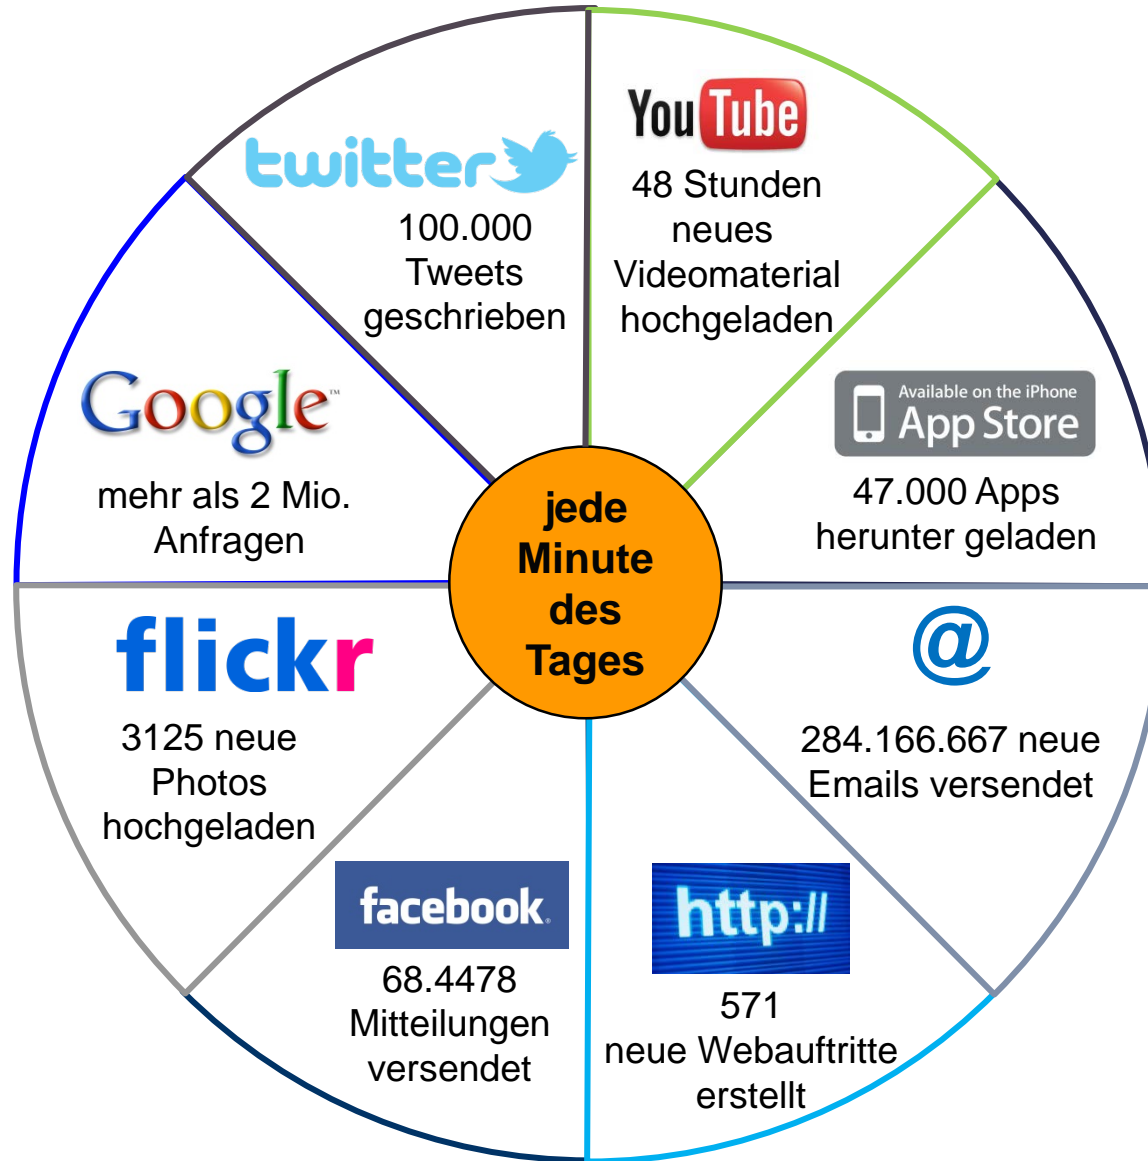 twitter
100.000
Tweets
geschrieben
YouTube
48 Stunden
neues
Videomaterial
hochgeladen
Available on the iPhone
App Store
47.000 Apps
herunter geladen
@
284.166.667 neue
Emails versendet
http://
571
neue Webauftritte
erstellt
facebook.
68.4478
Mitteilungen
versendet
flickr
3125 neue
Photos
hochgeladen
Google™
mehr als 2 Mio.
Anfragen
jede
Minute
des
Tages